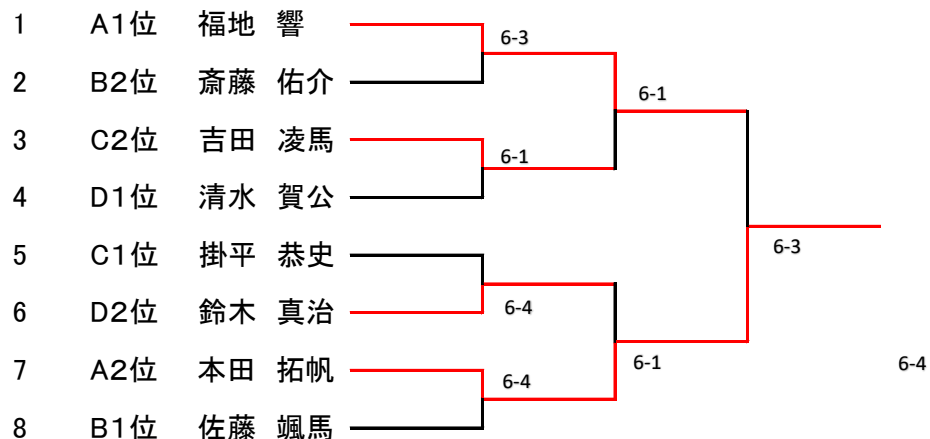 1 A1位 福地 響
6-3
2 B2位 斎藤 佑介
6-1
3 C2位 吉田 凌馬
6-1
4 D1位 清水 賀公
5 C1位 掛平 恭史
6-3
6 D2位 鈴木 真治
6-4
7 A2位 本田 拓帆
6-4
6-1
6-4
8 B1位 佐藤 颯馬